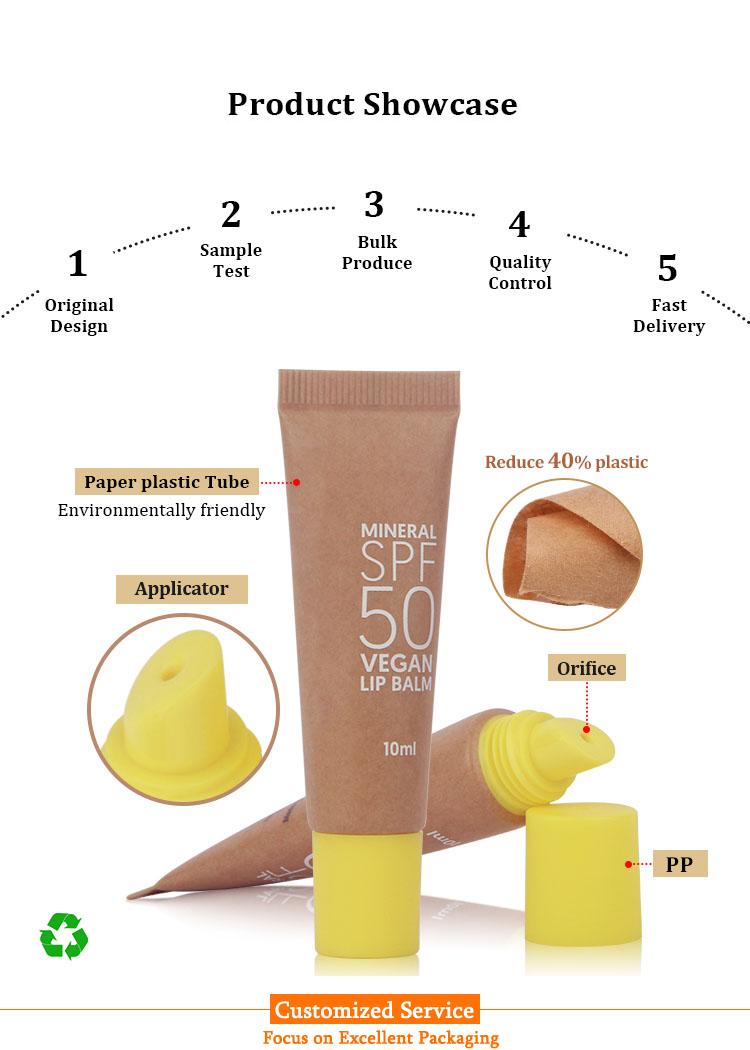 Product Showcase
1
Original
Design
2
Sample
Test
3
Bulk
Produce
4
Quality
Control
5
Fast
Delivery
Paper plastic Tube
Environmentally friendly
Reduce 40% plastic
Applicator
MINERAL
SPF
50
VEGAN
LIP BALM
10ml
Orifice
PP
10ml
Customized Service
Focus on Excellent Packaging